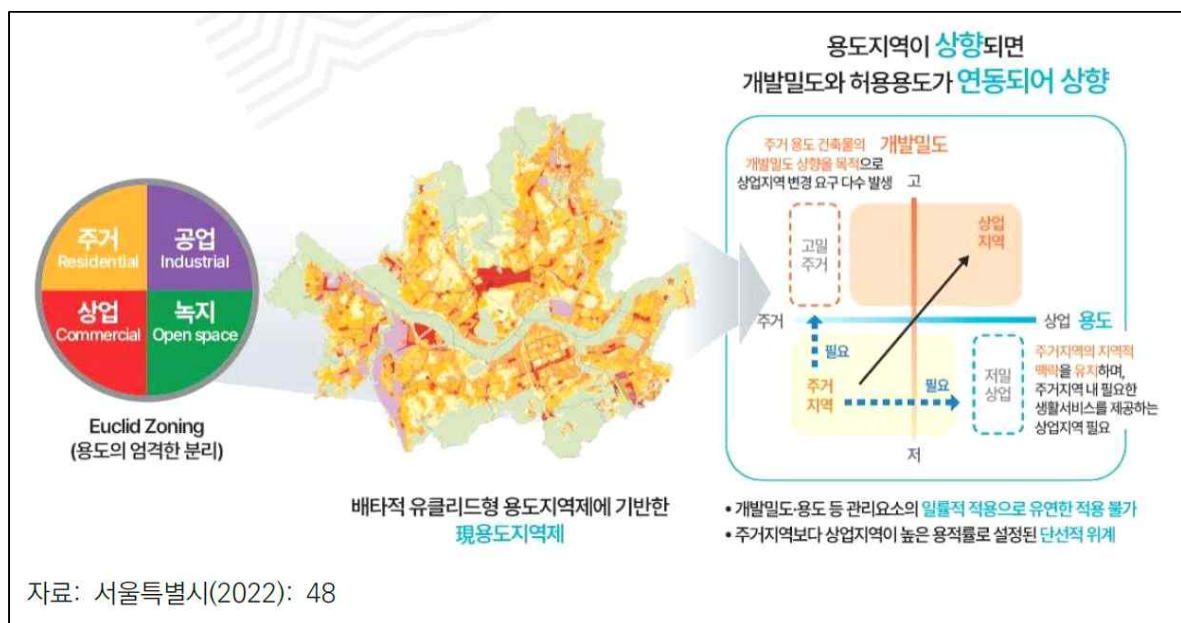 용도지역이 상향되면
개발밀도와 허용용도가 연동되어 상향
주거
Residential
공업
Industrial
상업
Commercial
녹지
Open space
Euclid Zoning
(용도의 엄격한 분리)
배타적 유클리드형 용도지역제에 기반한
現용도지역제
주거 용도 건축물의
개발밀도 상향을 목적으로
상업지역 변경 요구 다수 발생
개발밀도
고
고밀
주거
상업
지역
주거
상업 용도
필요
주거
지역
필요
저밀
상업
주거지역의 지역적
맥락을 유지하며,
주거지역 내 필요한
생활서비스를 제공하는
상업지역 필요
저
• 개발밀도·용도 등 관리요소의 일률적 적용으로 유연한 적용 불가
• 주거지역보다 상업지역이 높은 용적률로 설정된 단선적 위계
자료: 서울특별시(2022): 48